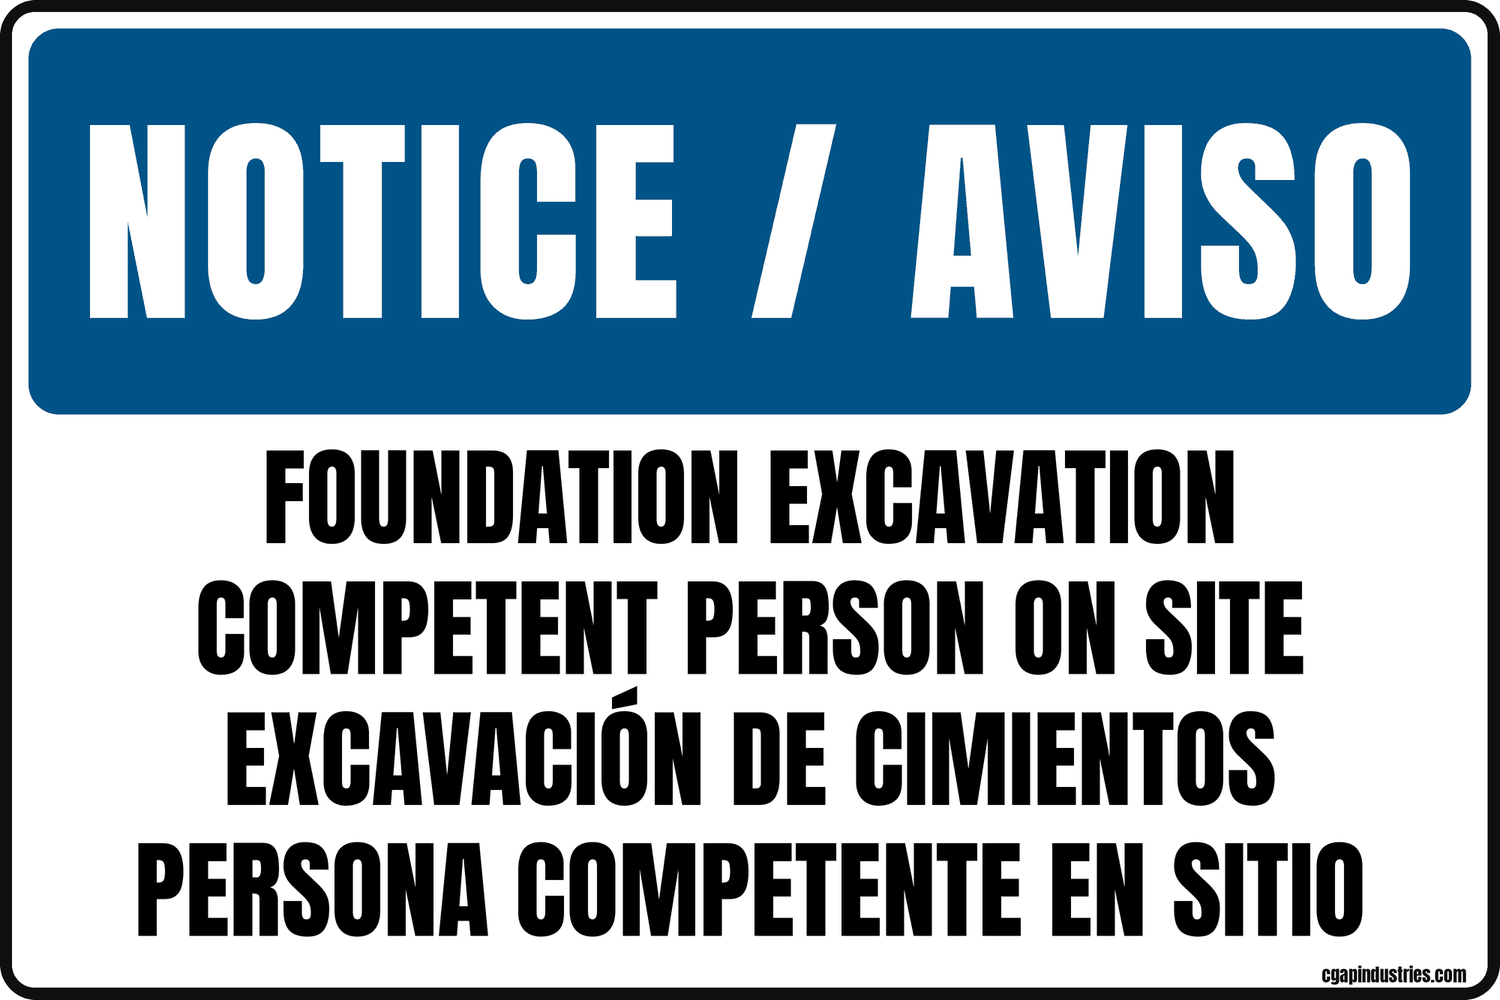 NOTICE / AVISO
FOUNDATION EXCAVATION
COMPETENT PERSON ON SITE
EXCAVACIÓN DE CIMIENTOS
PERSONA COMPETENTE EN SITIO
cgapindustries.com